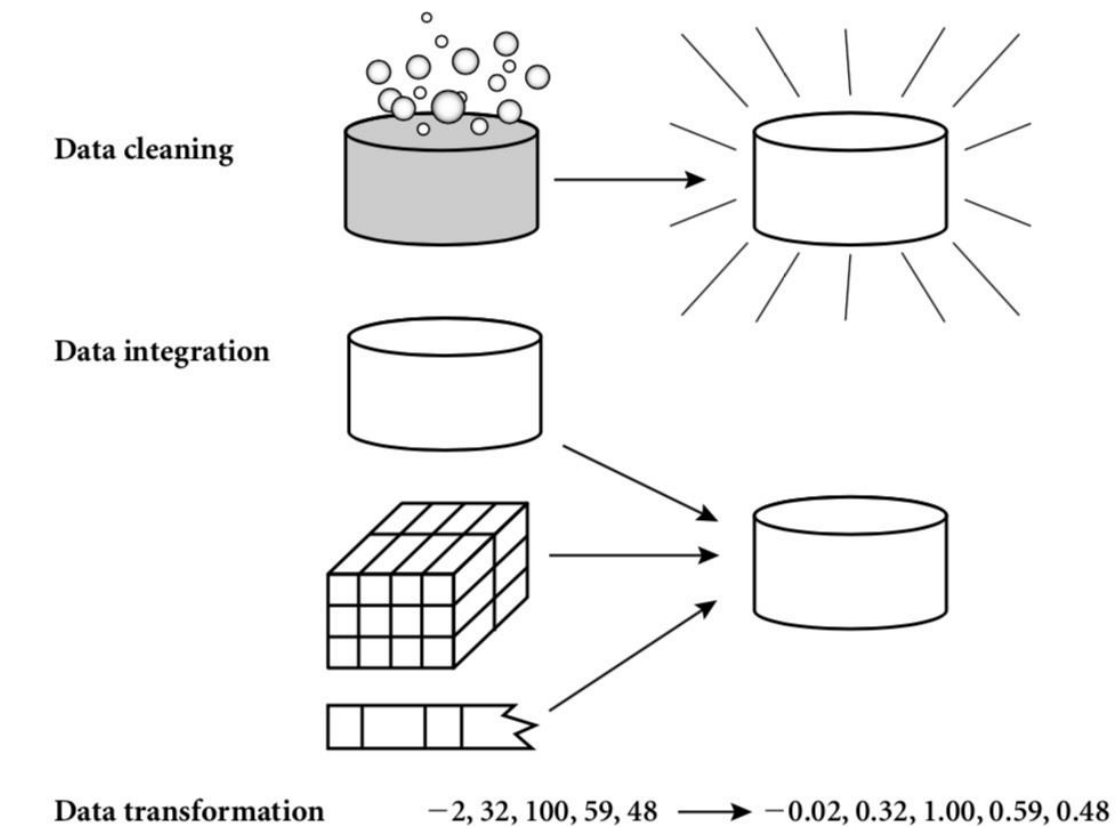 Data cleaning
Data integration
Data transformation −2, 32, 100, 59, 48 −0.02, 0.32, 1.00, 0.59, 0.48